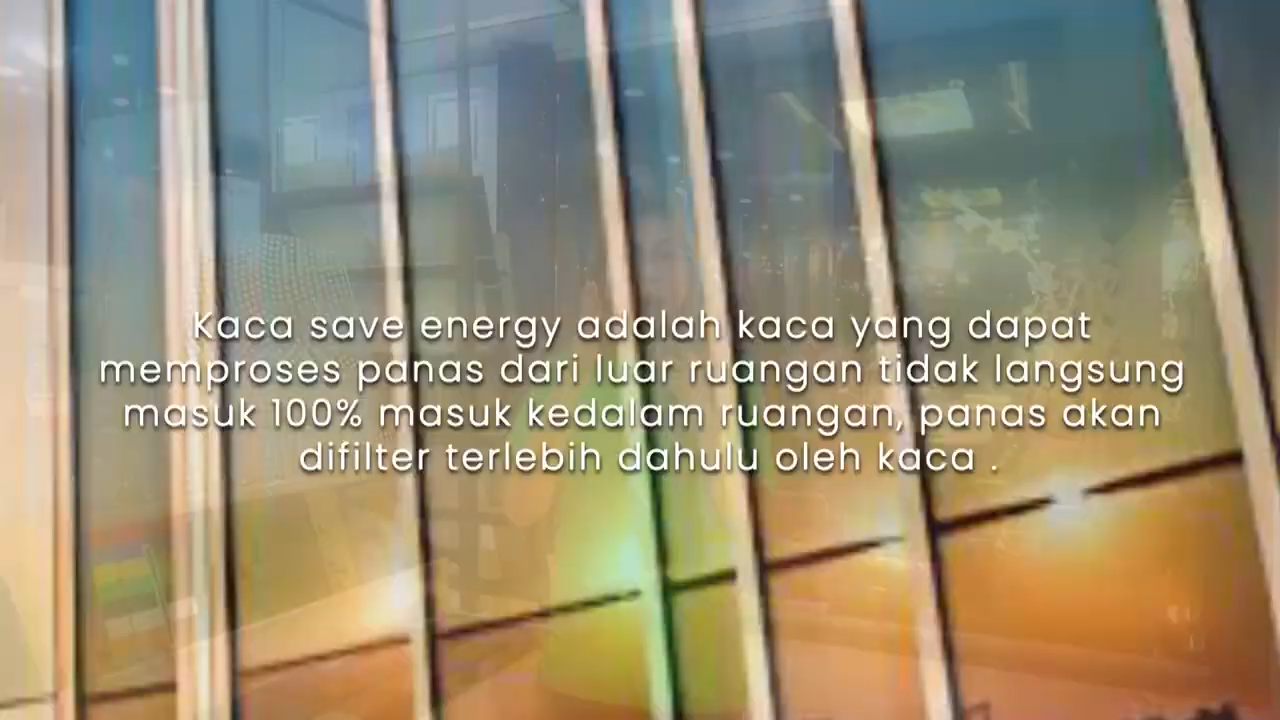 Kaca save energy adalah kaca yang dapat
memproses panas dari luar ruangan tidak langsung
masuk 100% masuk kedalam ruangan, panas akan
difilter terlebih dahulu oleh kaca .